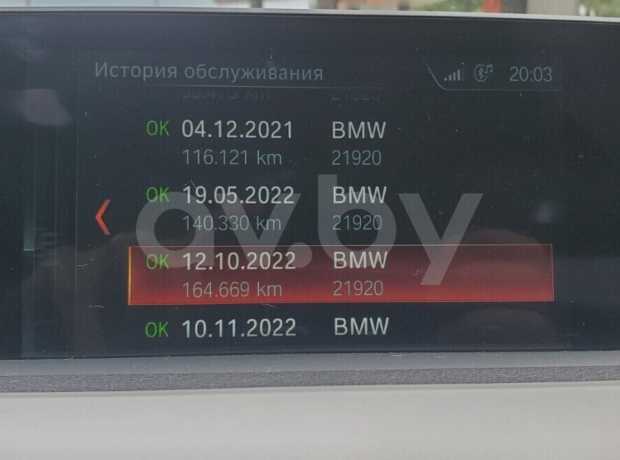 История обслуживания 20:03
OK 04.12.2021 BMW
116.121 km 21920
OK 19.05.2022 BMW
140.330 km 21920
av.by
OK 12.10.2022 BMW
164.669 km 21920
OK 10.11.2022 BMW